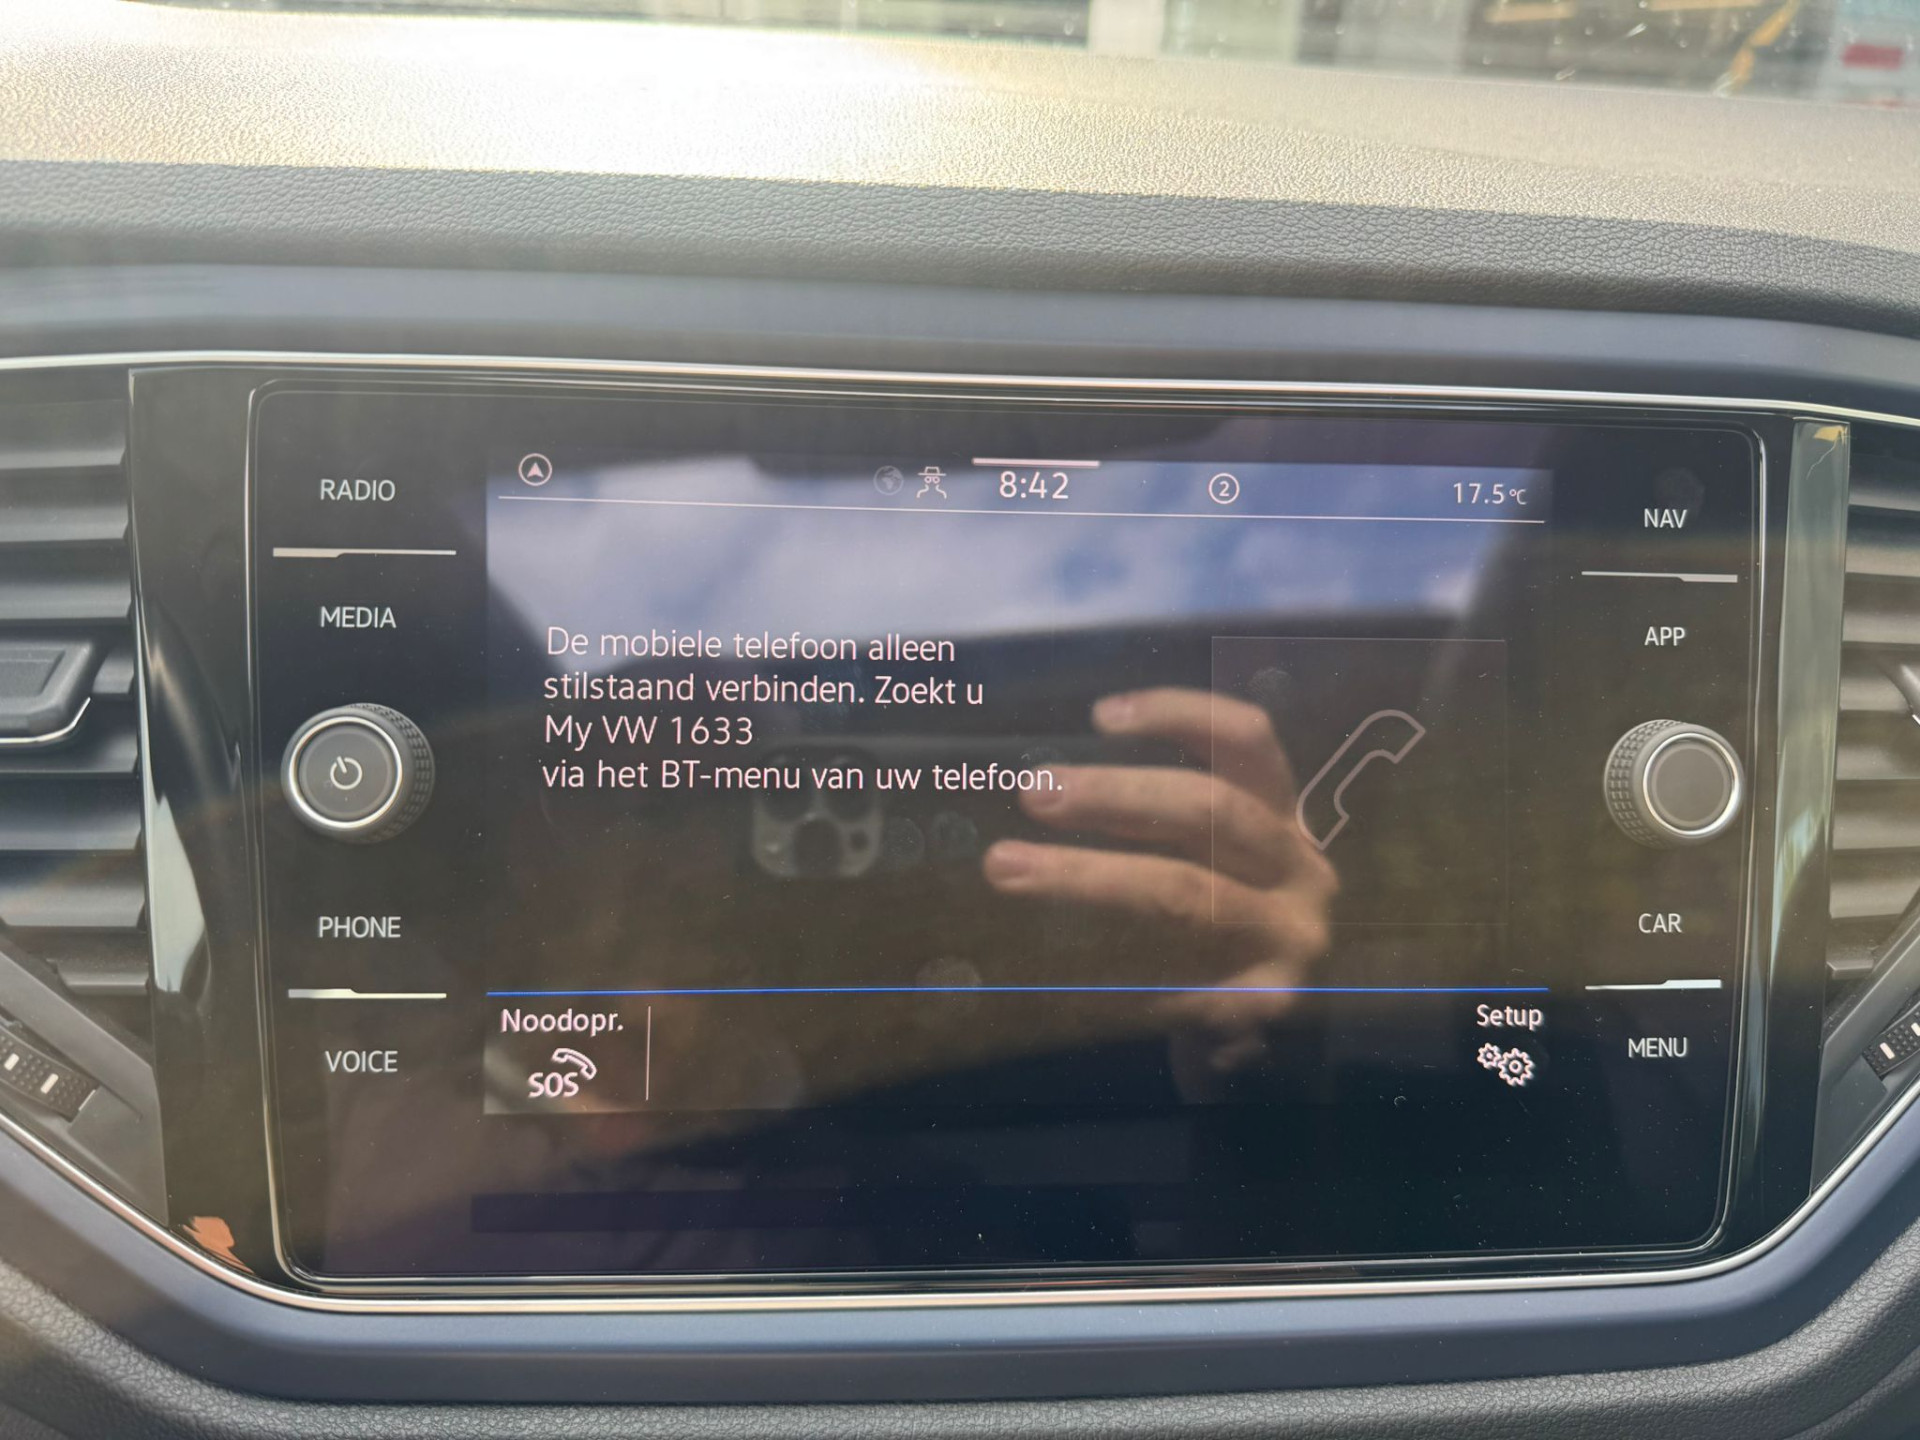 RADIO
MEDIA
PHONE
VOICE
8:42
2
17.5°C
De mobiele telefoon alleen
stilstaand verbinden. Zoekt u
My VW 1633
via het BT-menu van uw telefoon.
Noodopr.
SOS
Setup
NAV
APP
CAR
MENU